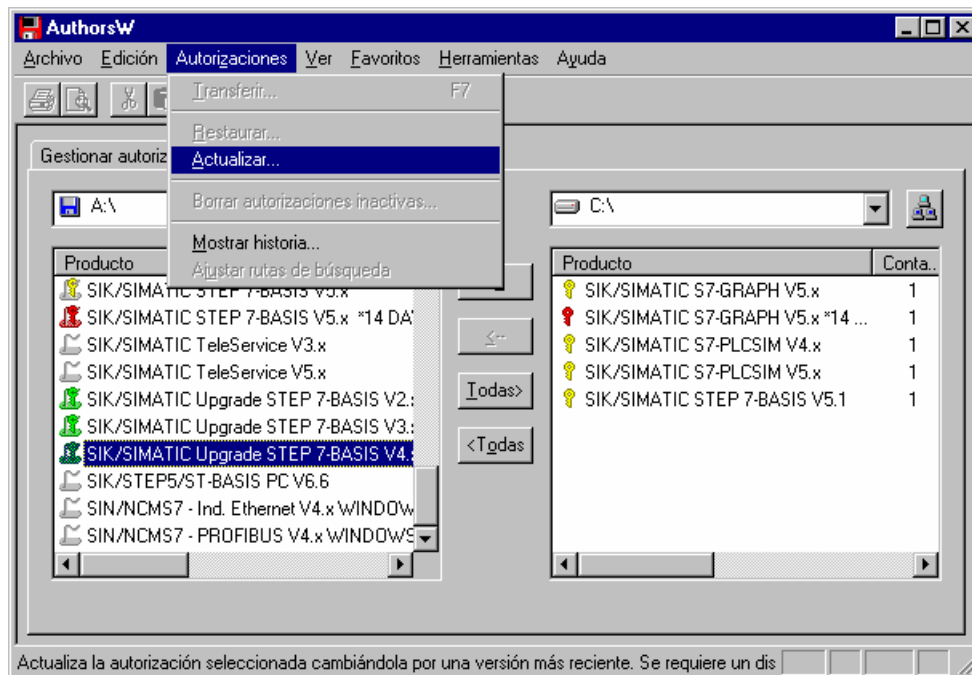 AuthorsW
Archivo Edición Autorizaciones Ver Favoritos Herramientas Ayuda
Transferir... F7
Restaurar...
Actualizar...
Borrar autorizaciones inactivas...
Mostrar historia...
Ajustar rutas de búsqueda
Gestionar autoriz
A:\
Producto
SIK/SIMATIC STEP 7-BASIS V5.x
SIK/SIMATIC STEP 7-BASIS V5.x *14 DA
SIK/SIMATIC TeleService V3.x
SIK/SIMATIC TeleService V5.x
SIK/SIMATIC Upgrade STEP 7-BASIS V2.
SIK/SIMATIC Upgrade STEP 7-BASIS V3.
SIK/SIMATIC Upgrade STEP 7-BASIS V4.
SIK/STEP5/ST-BASIS PC V6.6
SIN/NCMS7 - Ind. Ethernet V4.x WINDOW
SIN/NCMS7 - PROFIBUS V4.x WINDOWS
<--
Todas>
<Todas
C:\
Producto Conta..
SIK/SIMATIC S7-GRAPH V5.x 1
SIK/SIMATIC S7-GRAPH V5.x *14 ... 1
SIK/SIMATIC S7-PLCSIM V4.x 1
SIK/SIMATIC S7-PLCSIM V5.x 1
SIK/SIMATIC STEP 7-BASIS V5.1 1
Actualiza la autorización seleccionada cambiándola por una versión más reciente. Se requiere un dis